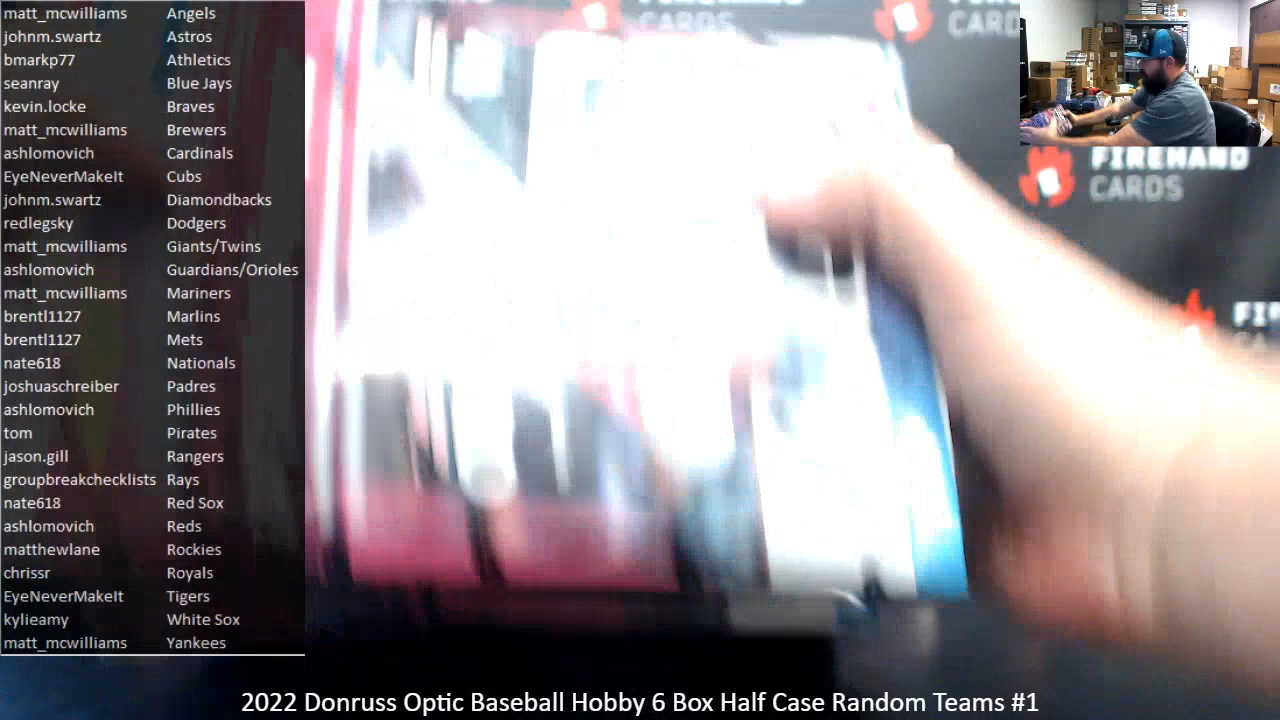 matt_mcwilliams Angels
johnm.swartz Astros
bmarkp77 Athletics
seanray Blue Jays
kevin.locke Braves
matt_mcwilliams Brewers
ashlomovich Cardinals
EyeNeverMakeIt Cubs
johnm.swartz Diamondbacks
redlegsky Dodgers
matt_mcwilliams Giants/Twins
ashlomovich Guardians/Orioles
matt_mcwilliams Mariners
brentl1127 Marlins
brentl1127 Mets
nate618 Nationals
joshuaschreiber Padres
ashlomovich Phillies
tom Pirates
jason.gill Rangers
groupbreakchecklists Rays
nate618 Red Sox
ashlomovich Reds
matthewlane Rockies
chrissr Royals
EyeNeverMakeIt Tigers
kylieamy White Sox
matt_mcwilliams Yankees
CARDS
FIREHAND
CARDS
2022 Donruss Optic Baseball Hobby 6 Box Half Case Random Teams #1